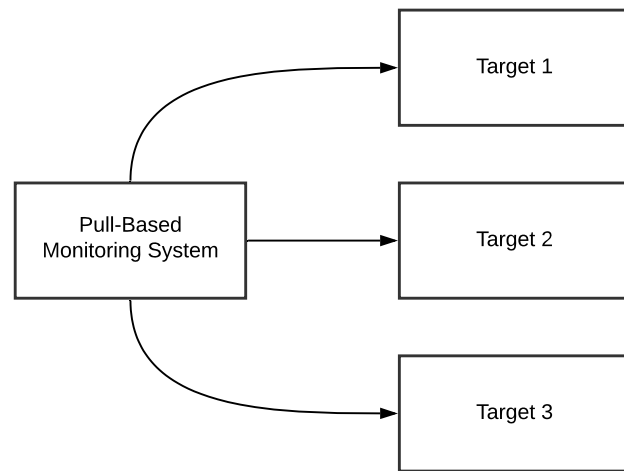 Target 1
Pull-Based
Monitoring System
Target 2
Target 3